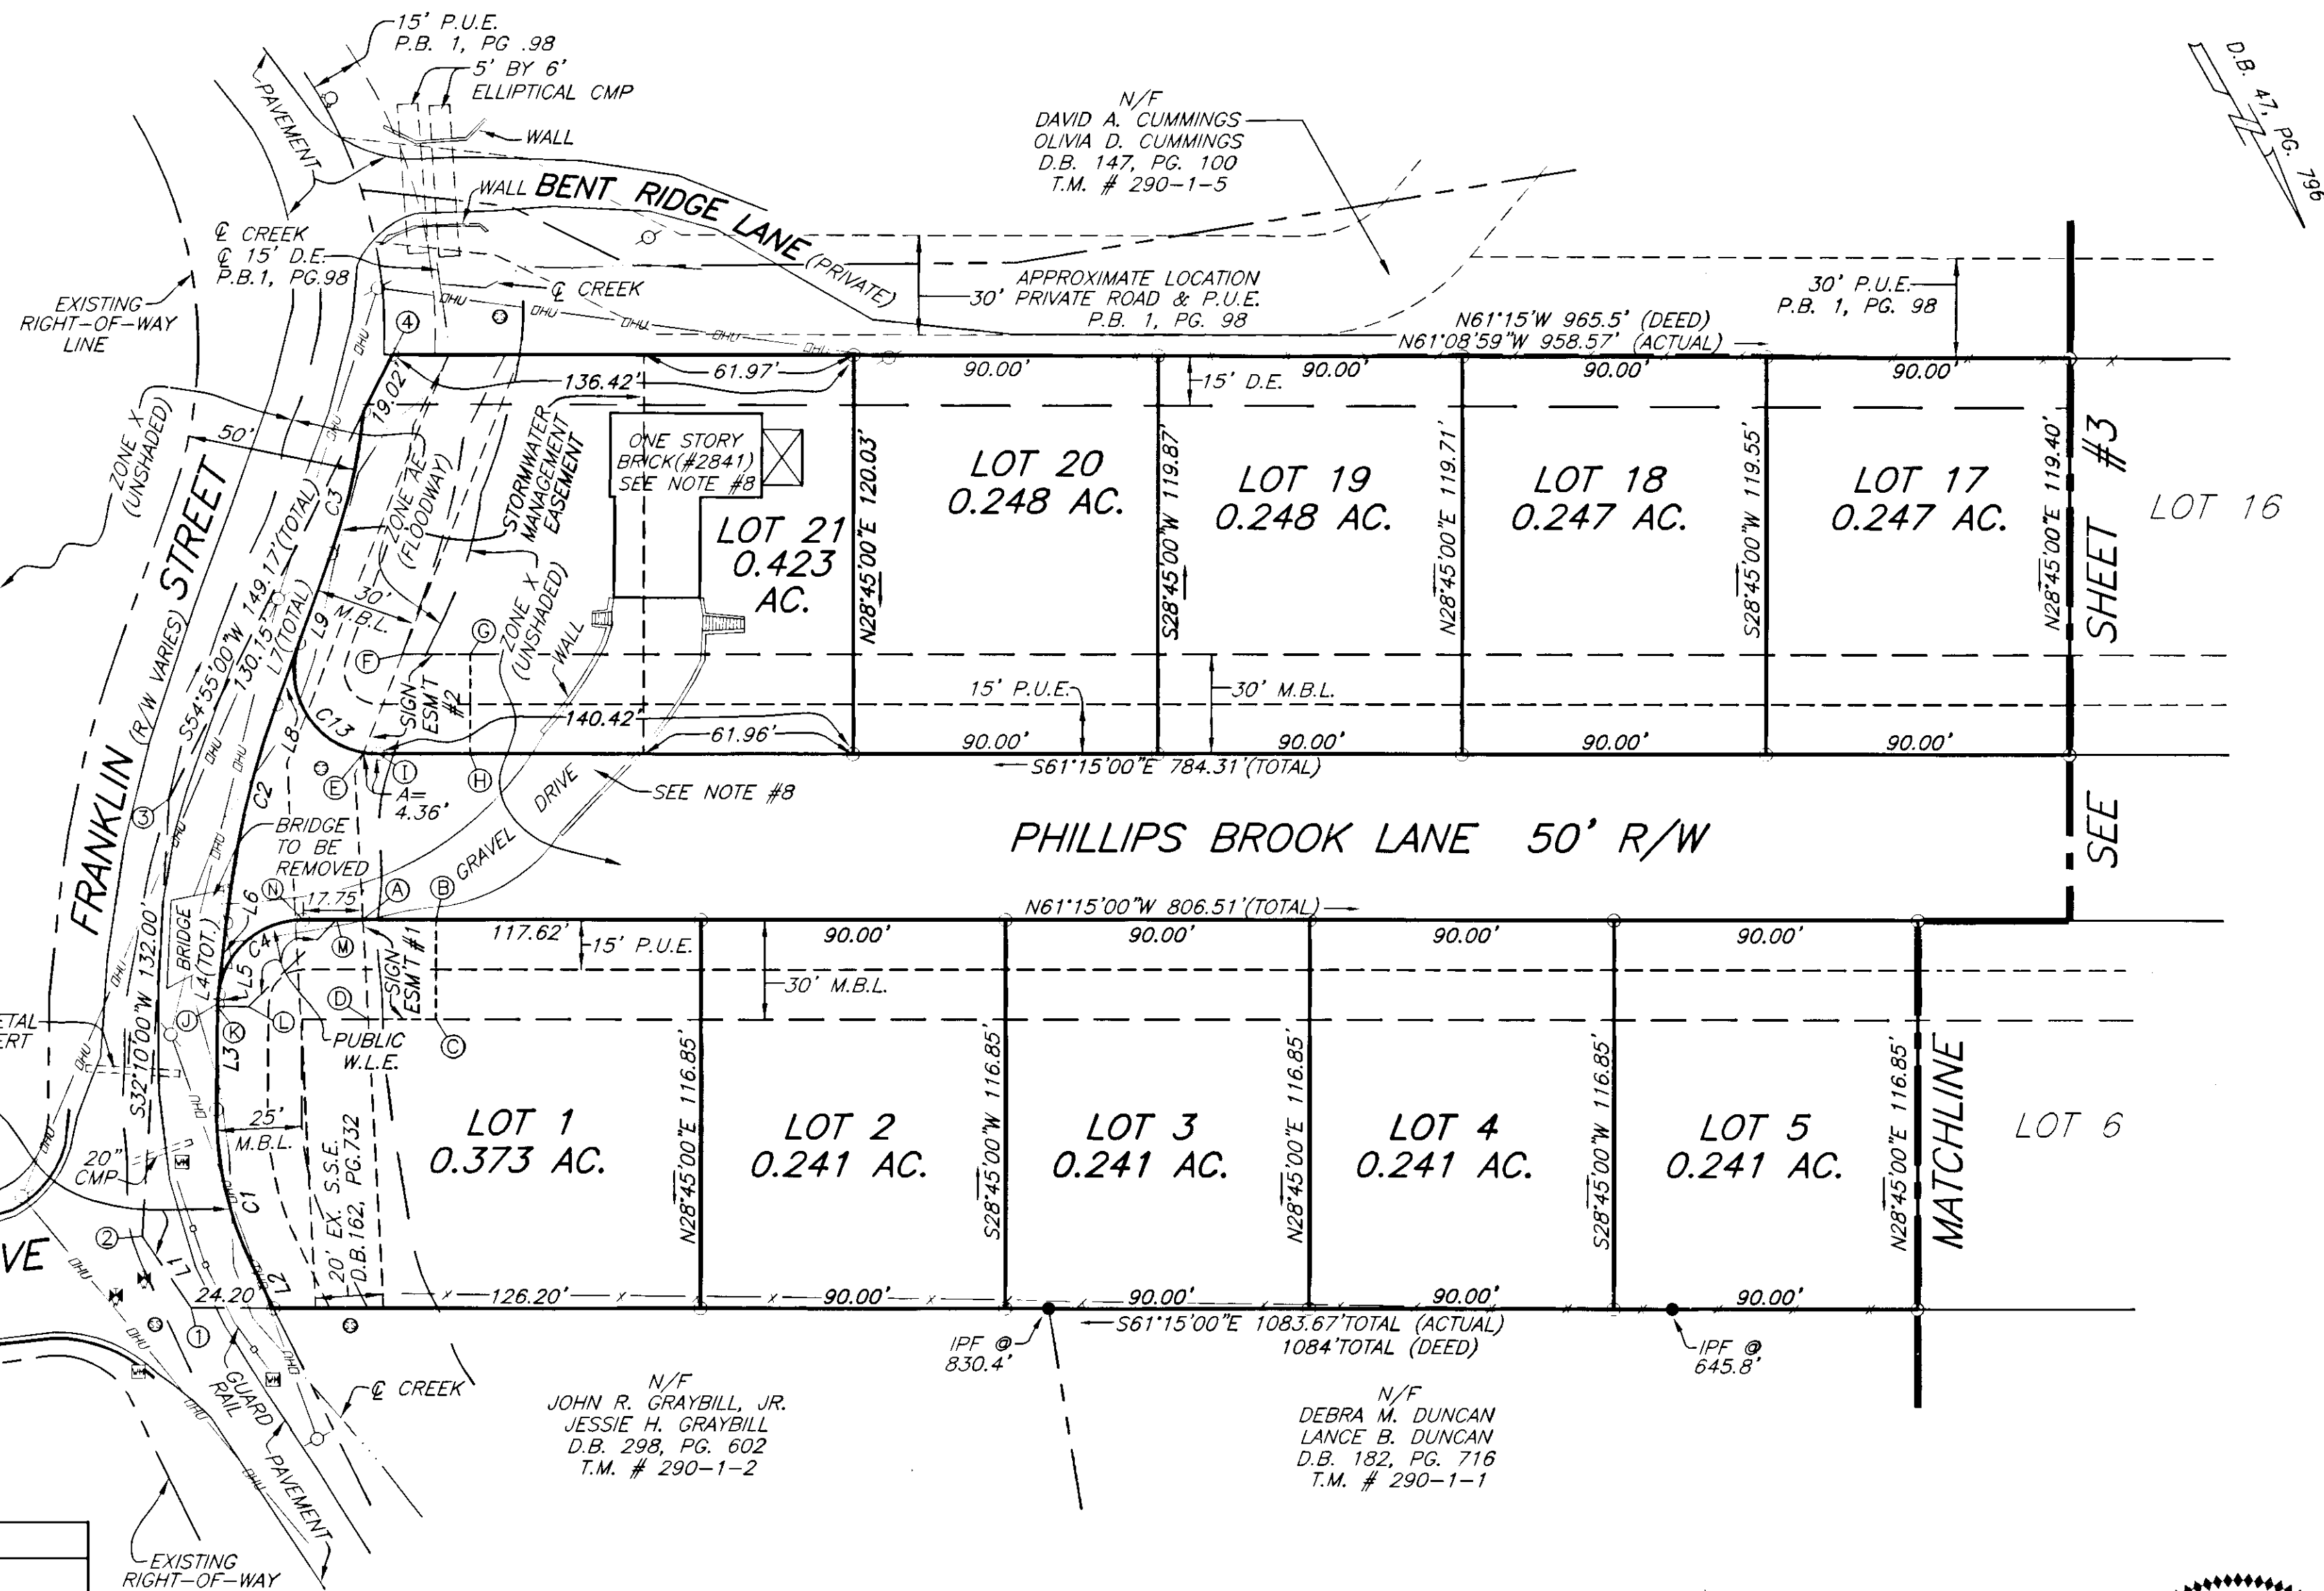 15' P.U.E.
P.B. 1, PG .98
5' BY 6'
ELLIPTICAL CMP
PAVEMENT
WALL
WALL
BENT RIDGE LANE (PRIVATE)
N/F
DAVID A. CUMMINGS
OLIVIA D. CUMMINGS
D.B. 147, PG. 100
T.M. # 290-1-5
D.B. 47, PG. 796
℄ CREEK
℄ 15' D.E.
P.B.1, PG.98
EXISTING
RIGHT-OF-WAY
LINE
℄ CREEK
OHU
OHU
OHU
OHU
OHU
APPROXIMATE LOCATION
30' PRIVATE ROAD & P.U.E.
P.B. 1, PG. 98
30' P.U.E.
P.B. 1, PG. 98
N61°15'W 965.5' (DEED)
N61°08'59"W 958.57' (ACTUAL)
4
OHU
19.02'
136.42'
61.97'
90.00'
90.00'
90.00'
90.00'
15' D.E.
ZONE X
(UNSHADED)
50'
C3
ZONE AE
(FLOODWAY)
STORMWATER
MANAGEMENT
EASEMENT
ONE STORY
BRICK(#2841)
SEE NOTE #8
LOT 21
0.423
AC.
N28°45'00"E 120.03'
LOT 20
0.248 AC.
S28°45'00"W 119.87'
LOT 19
0.248 AC.
N28°45'00"E 119.71'
LOT 18
0.247 AC.
S28°45'00"W 119.55'
LOT 17
0.247 AC.
N28°45'00"E 119.40'
LOT 16
SEE SHEET #3
FRANKLIN (R/W VARIES) STREET
S54°55'00"W 149.17'(TOTAL)
130.15'
L7(TOTAL)
L9
30'
M.B.L.
F
G
ZONE X
(UNSHADED)
WALL
SIGN
ESM'T
#2
C13
L8
15' P.U.E.
30' M.B.L.
140.42'
61.96'
90.00'
90.00'
90.00'
90.00'
S61°15'00"E 784.31'(TOTAL)
E
I
H
A=
4.36'
C2
3
SEE NOTE #8
GRAVEL DRIVE
BRIDGE
TO BE
REMOVED
PHILLIPS BROOK LANE 50' R/W
N
A
B
L6
17.75'
N61°15'00"W 806.51'(TOTAL)
BRIDGE
L4(TOT.)
L5
C4
M
117.62'
15' P.U.E.
90.00'
90.00'
90.00'
90.00'
30' M.B.L.
SIGN
ESM'T #1
D
J
K
L
C
PUBLIC
W.L.E.
S32°10'00"W 132.00'
L3
25'
M.B.L.
20"
CMP
C1
20' EX. S.S.E.
D.B.162, PG.732
LOT 1
0.373 AC.
N28°45'00"E 116.85'
LOT 2
0.241 AC.
S28°45'00"W 116.85'
LOT 3
0.241 AC.
N28°45'00"E 116.85'
LOT 4
0.241 AC.
S28°45'00"W 116.85'
LOT 5
0.241 AC.
N28°45'00"E 116.85'
MATCHLINE
LOT 6
2
VE
L1
L2
24.20'
1
126.20'
90.00'
90.00'
90.00'
90.00'
S61°15'00"E 1083.67'TOTAL (ACTUAL)
1084'TOTAL (DEED)
IPF @
830.4'
IPF @
645.8'
GUARD
RAIL
℄ CREEK
PAVEMENT
N/F
JOHN R. GRAYBILL, JR.
JESSIE H. GRAYBILL
D.B. 298, PG. 602
T.M. # 290-1-2
N/F
DEBRA M. DUNCAN
LANCE B. DUNCAN
D.B. 182, PG. 716
T.M. # 290-1-1
EXISTING
RIGHT-OF-WAY